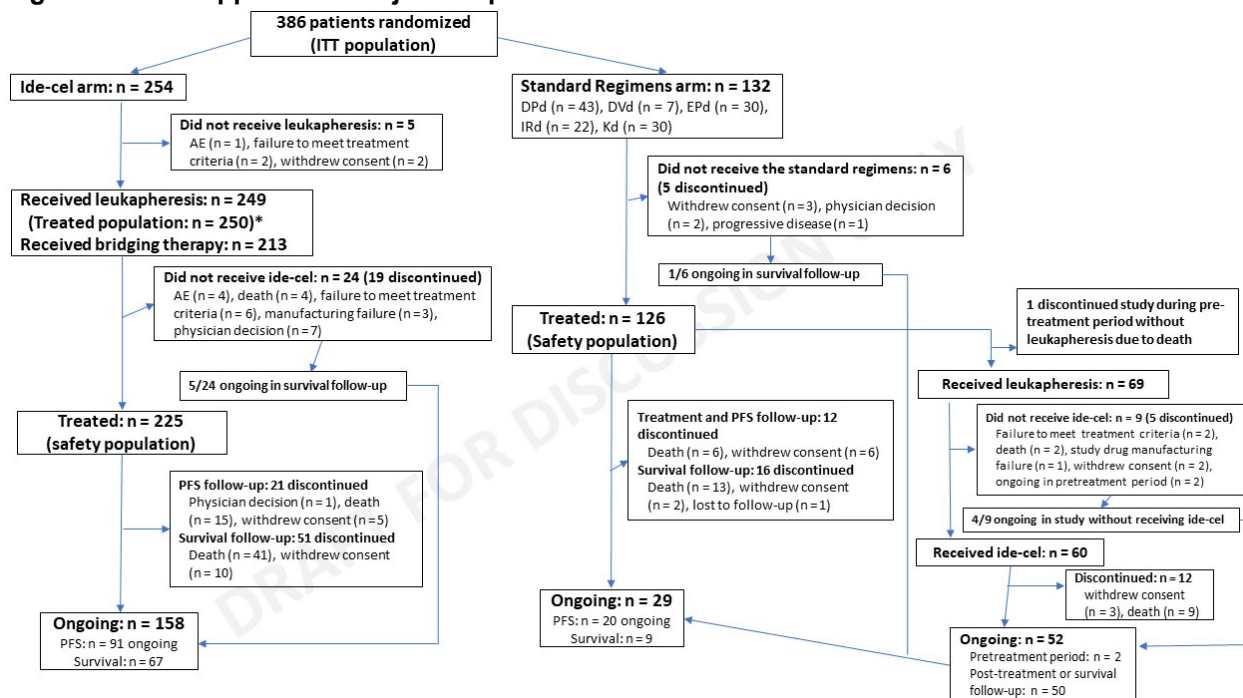 386 patients randomized
(ITT population)
Ide-cel arm: n = 254
Did not receive leukapheresis: n = 5
AE (n = 1), failure to meet treatment
criteria (n = 2), withdrew consent (n = 2)
Received leukapheresis: n = 249
(Treated population: n = 250)*
Received bridging therapy: n = 213
Did not receive ide-cel: n = 24 (19 discontinued)
AE (n = 4), death (n = 4), failure to meet treatment
criteria (n = 6), manufacturing failure (n = 3),
physician decision (n = 7)
5/24 ongoing in survival follow-up
Treated: n = 225
(safety population)
PFS follow-up: 21 discontinued
Physician decision (n = 1), death
(n = 15), withdrew consent (n = 5)
Survival follow-up: 51 discontinued
Death (n = 41), withdrew consent
(n = 10)
Ongoing: n = 158
PFS: n = 91 ongoing
Survival: n = 67
Standard Regimens arm: n = 132
DPd (n = 43), DVd (n = 7), EPd (n = 30),
IRd (n = 22), Kd (n = 30)
Did not receive the standard regimens: n = 6
(5 discontinued)
Withdrew consent (n = 3), physician decision
(n = 2), progressive disease (n = 1)
1/6 ongoing in survival follow-up
Treated: n = 126
(Safety population)
Treatment and PFS follow-up: 12
discontinued
Death (n = 6), withdrew consent (n = 6)
Survival follow-up: 16 discontinued
Death (n = 13), withdrew consent
(n = 2), lost to follow-up (n = 1)
Ongoing: n = 29
PFS: n = 20 ongoing
Survival: n = 9
1 discontinued study during pre-
treatment period without
leukapheresis due to death
Received leukapheresis: n = 69
Did not receive ide-cel: n = 9 (5 discontinued)
Failure to meet treatment criteria (n = 2),
death (n = 2), study drug manufacturing
failure (n = 1), withdrew consent (n = 2),
ongoing in pretreatment period (n = 2)
4/9 ongoing in study without receiving ide-cel
Received ide-cel: n = 60
Discontinued: n = 12
withdrew consent
(n = 3), death (n = 9)
Ongoing: n = 52
Pretreatment period: n = 2
Post-treatment or survival
follow-up: n = 50
DRAFT FOR DISCUSSION